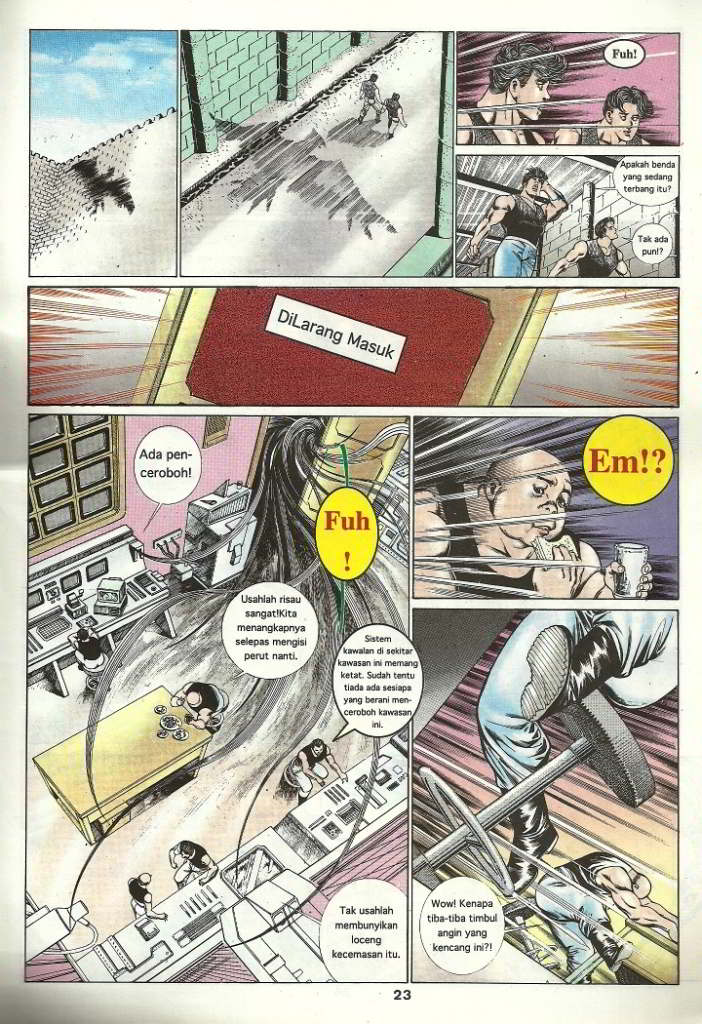 Fuh!
Apakah benda
yang sedang
terbang itu?
Tak ada
pun!?
DiLarang Masuk
Ada pen-
ceroboh!
Fuh
!
Usahlah risau
sangat!Kita
menangkapnya
selepas mengisi
perut nanti.
Sistem
kawalan di sekitar
kawasan ini memang
ketat. Sudah tentu
tiada ada sesiapa
yang berani men-
ceroboh kawasan
ini.
Tak usahlah
membunyikan
loceng
kecemasan itu.
Em!?
Wow! Kenapa
tiba-tiba timbul
angin yang
kencang ini?!
23